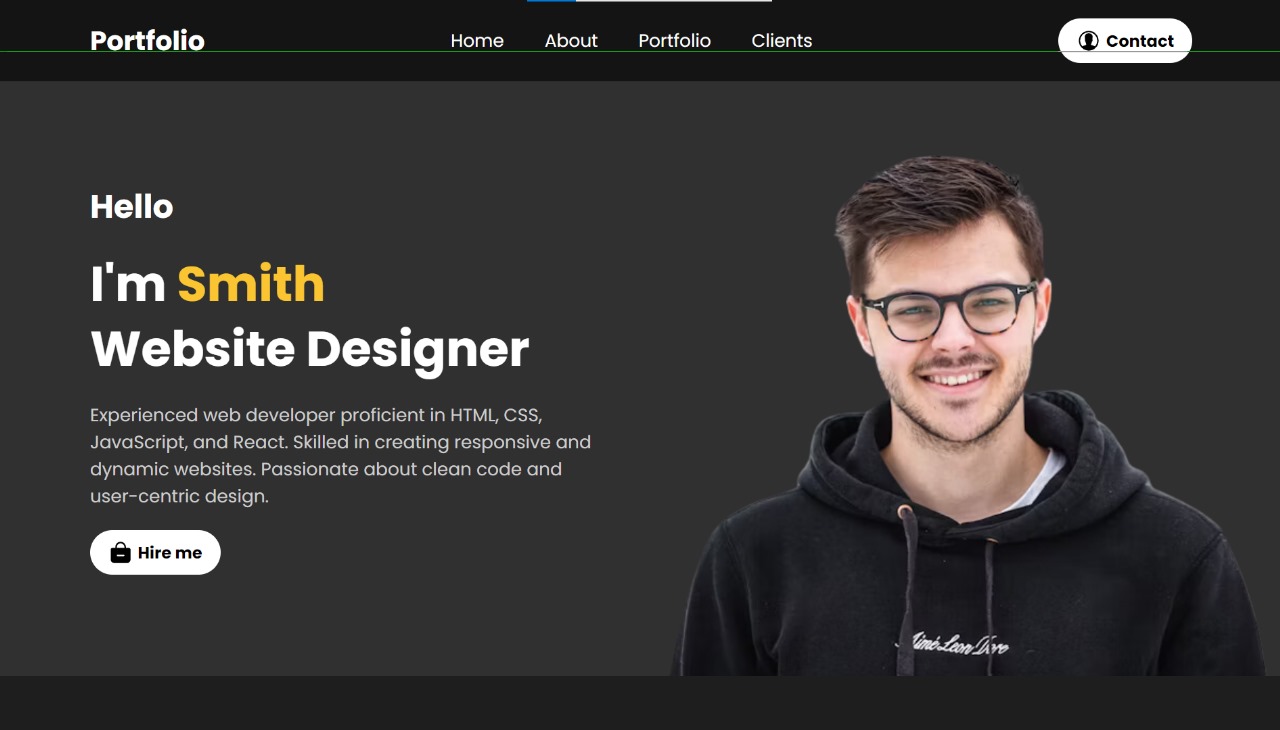 Portfolio
Home
About
Portfolio
Clients
Contact
Hello
I'm Smith
Website Designer
Experienced web developer proficient in HTML, CSS,
JavaScript, and React. Skilled in creating responsive and
dynamic websites. Passionate about clean code and
user-centric design.
Hire me
Aimé Leon Dore